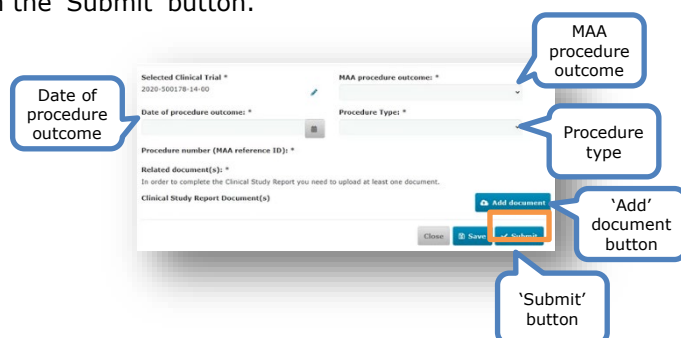 the 'Submit' button.
MAA
procedure
outcome
Date of
procedure
outcome
Selected Clinical Trial *
MAA procedure outcome: *
2020-500178-14-00
Date of procedure outcome: *
Procedure Type: *
Procedure
type
Procedure number (MAA reference ID): *
Related document(s): *
In order to complete the Clinical Study Report you need to upload at least one document.
Clinical Study Report Document(s)
Add document
'Add'
document
button
Close
Save
Submit
'Submit'
button